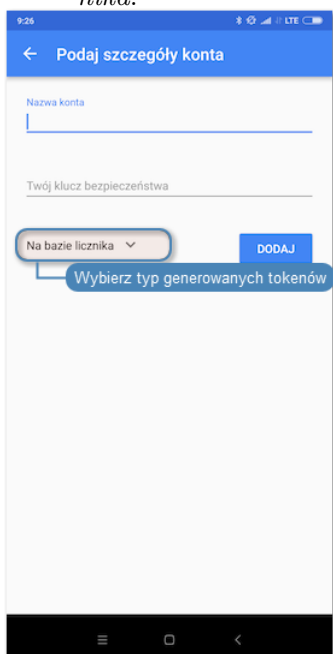 nika.
9:26 LTE
Podaj szczegóły konta
Nazwa konta
Twój klucz bezpieczeństwa
Na bazie licznika
DODAJ
Wybierz typ generowanych tokenów